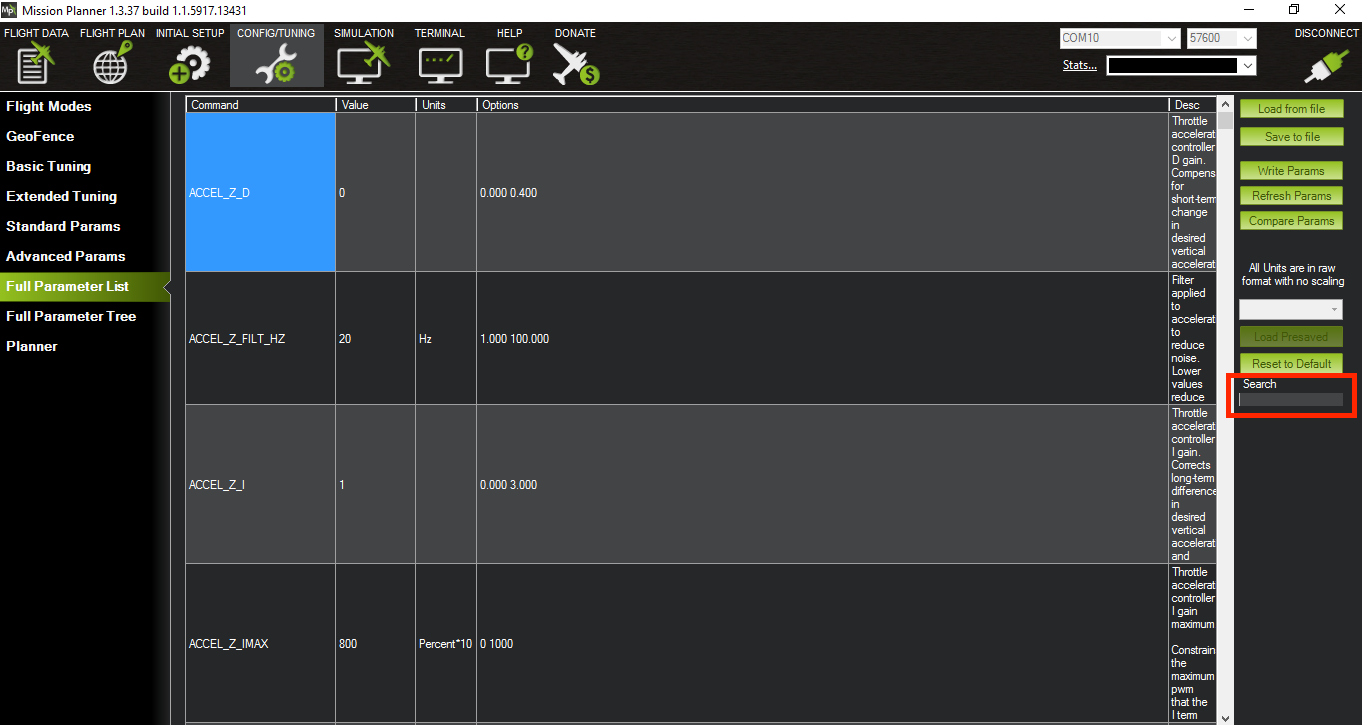 Mp
Mission Planner 1.3.37 build 1.1.5917.13431
FLIGHT DATA FLIGHT PLAN INITIAL SETUP CONFIG/TUNING SIMULATION TERMINAL HELP DONATE
COM10 57600 DISCONNECT
Stats...
Flight Modes
GeoFence
Basic Tuning
Extended Tuning
Standard Params
Advanced Params
Full Parameter List
Full Parameter Tree
Planner
Command Value Units Options Desc
ACCEL_Z_D 0 0.000 0.400
Throttle
accelerat
controller
D gain.
Compens
for
short-term
change
in
desired
vertical
accelerat
ACCEL_Z_FILT_HZ 20 Hz 1.000 100.000
Filter
applied
to
accelerat
to
reduce
noise.
Lower
values
reduce
ACCEL_Z_I 1 0.000 3.000
Throttle
accelerat
controller
I gain.
Corrects
long-term
difference
in
desired
vertical
accelerat
and
ACCEL_Z_IMAX 800 Percent*10 0 1000
Throttle
accelerat
controller
I gain
maximum
Constrain
the
maximum
pwm
that the
I term
Load from file
Save to file
Write Params
Refresh Params
Compare Params
All Units are in raw
format with no scaling
Load Presaved
Reset to Default
Search